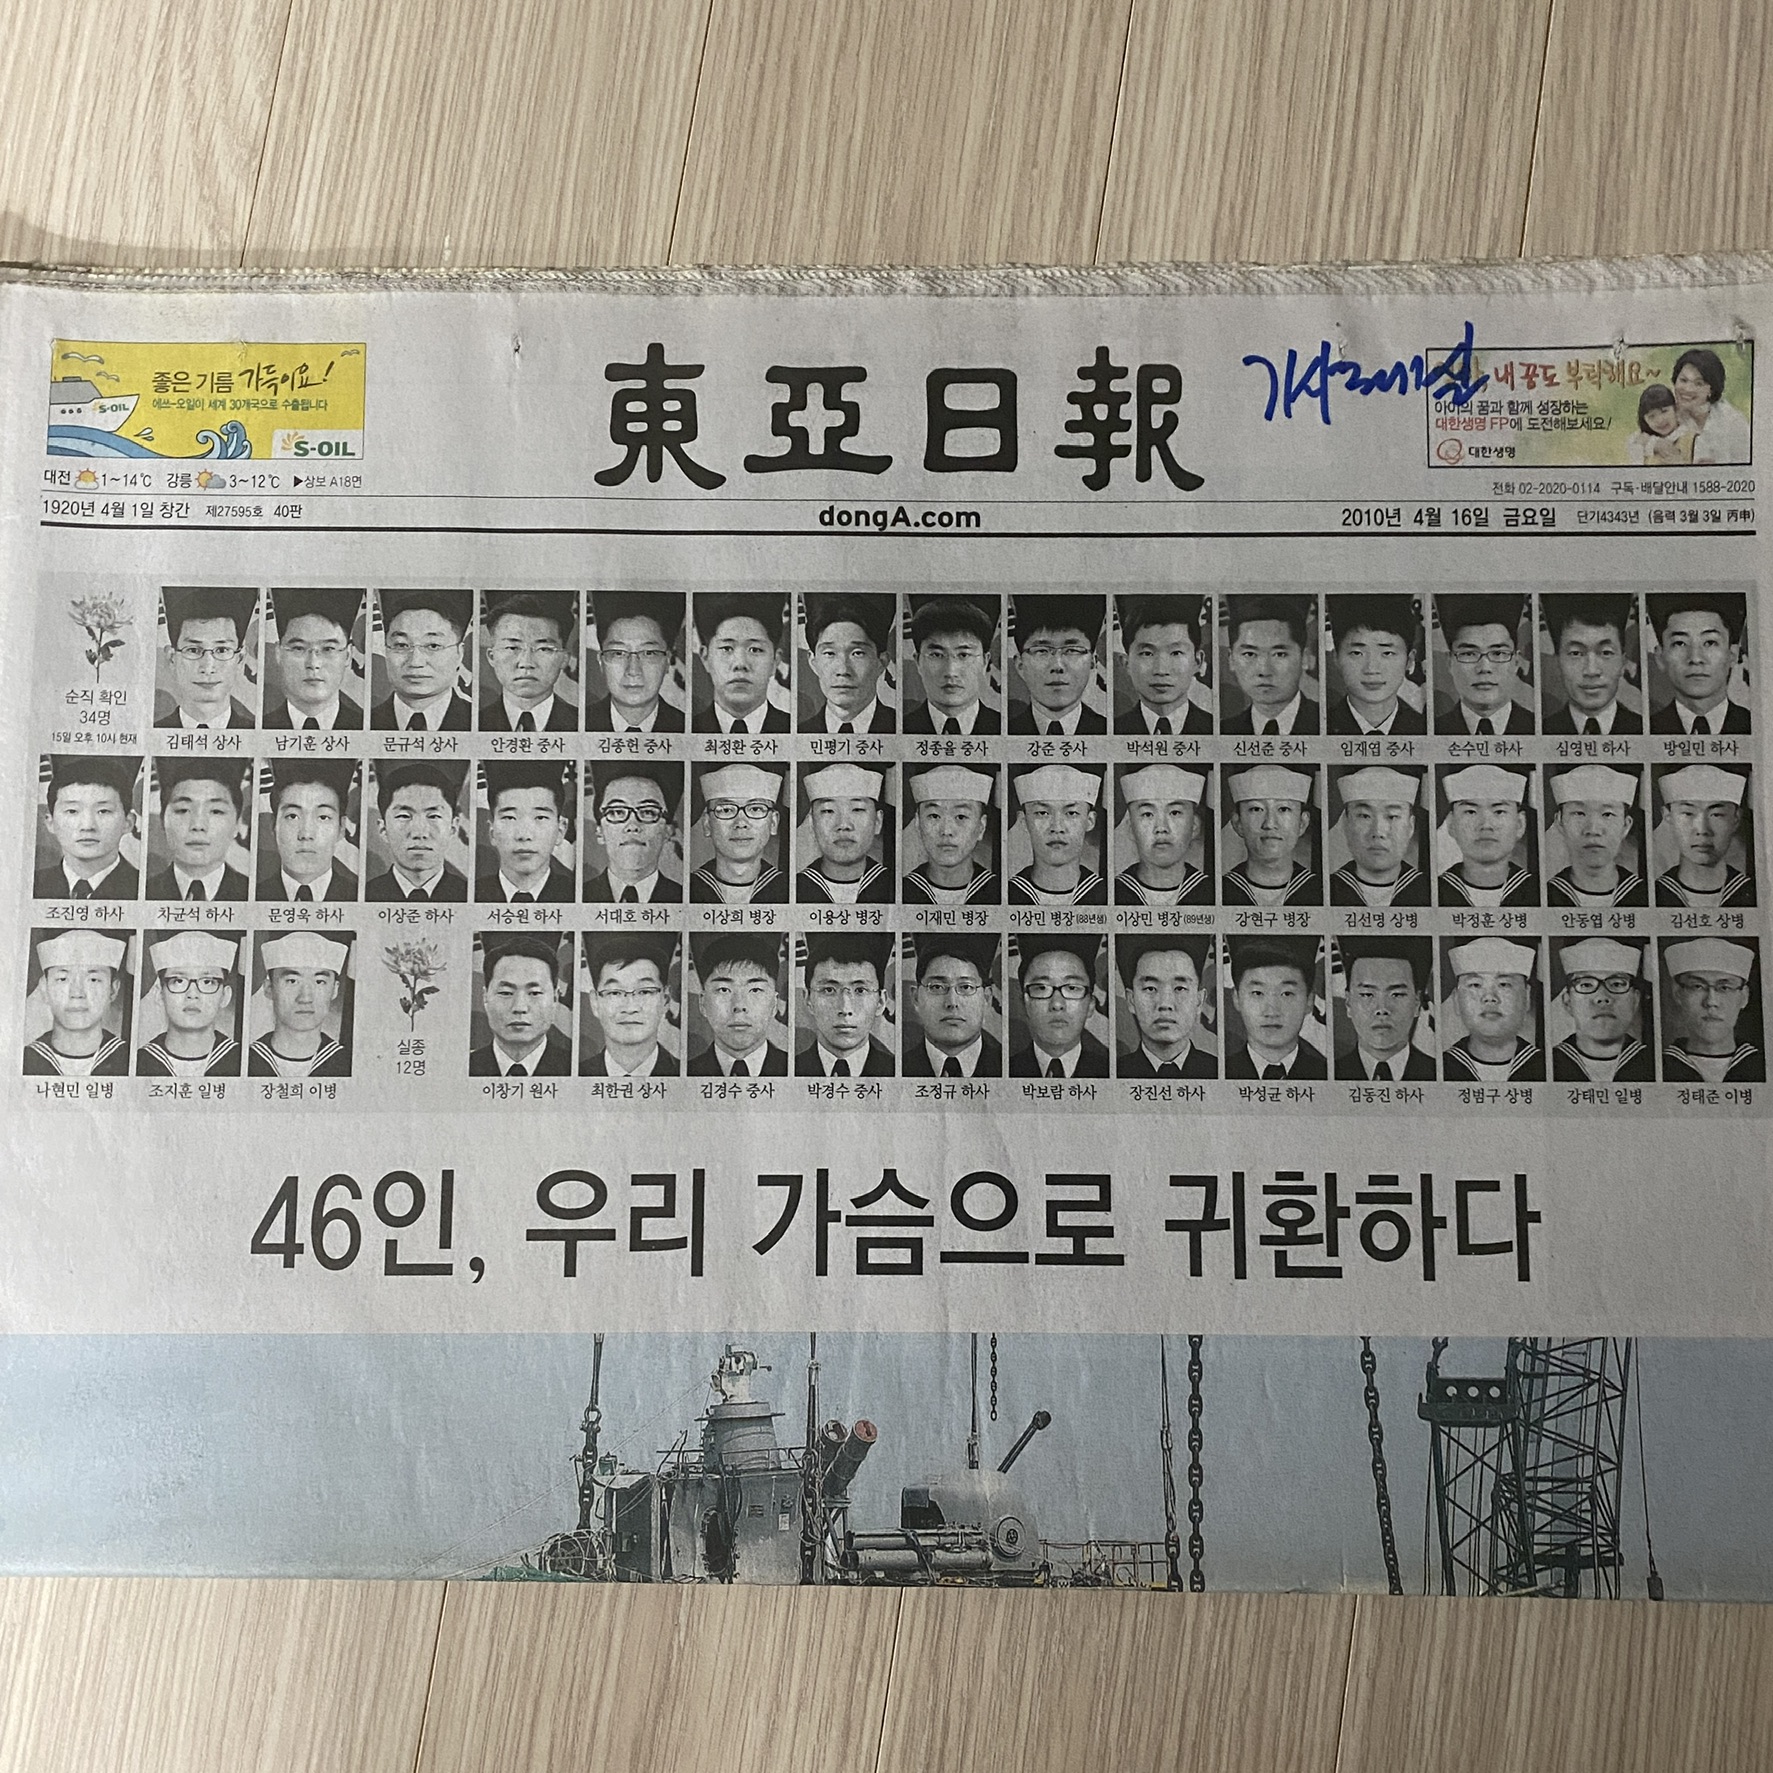 좋은 기름 가득이요!
에쓰-오일이 세계 30개국으로 수출됩니다
S-OIL
S-OIL
東亞日報
내 꿈도 부탁해요~
아이의 꿈과 함께 성장하는
대한생명 FP에 도전해보세요!
대한생명
대전 1~14℃ 강릉 3~12℃ ▶상보 A18면
전화 02-2020-0114 구독·배달안내 1588-2020
1920년 4월 1일 창간 제27595호 40판
dongA.com
2010년 4월 16일 금요일 단기4343년 (음력 3월 3일 丙申)
순직 확인
34명
15일 오후 10시 현재
김태석 상사 남기훈 상사 문규석 상사 안경환 중사 김종헌 중사 최정환 중사 민평기 중사 정종율 중사 강준 중사 박석원 중사 신선준 중사 임재엽 중사 손수민 하사 심영빈 하사 방일민 하사
조진영 하사 차균석 하사 문영욱 하사 이상준 하사 서승원 하사 서대호 하사 이상희 병장 이용상 병장 이재민 병장 이상민 병장(88년생) 이상민 병장(89년생) 강현구 병장 김선명 상병 박정훈 상병 안동엽 상병 김선호 상병
실종
12명
나현민 일병 조지훈 일병 장철희 이병 이창기 원사 최한권 상사 김경수 중사 박경수 중사 조정규 하사 박보람 하사 장진선 하사 박성균 하사 김동진 하사 정범구 상병 강태민 일병 정태준 이병
46인, 우리 가슴으로 귀환하다